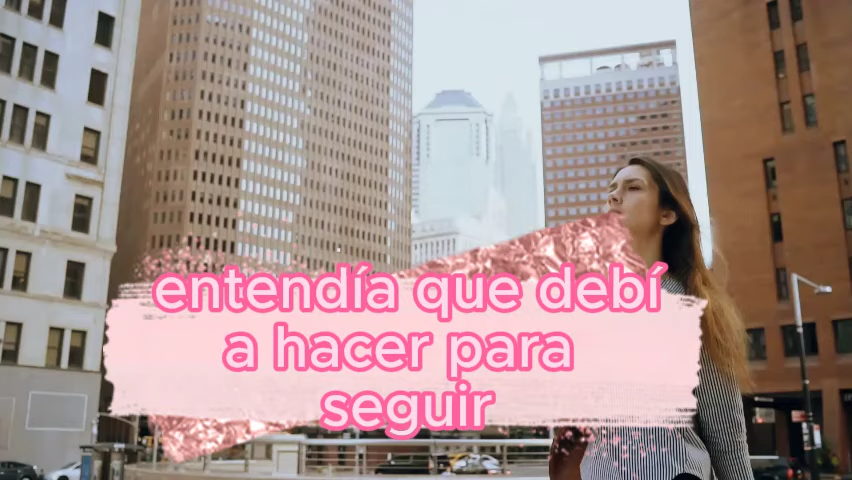 entendía que debí
a hacer para
seguir